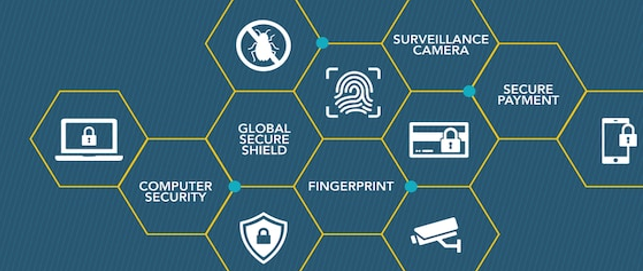 SURVEILLANCE
CAMERA
SECURE
PAYMENT
GLOBAL
SECURE
SHIELD
COMPUTER
SECURITY
FINGERPRINT